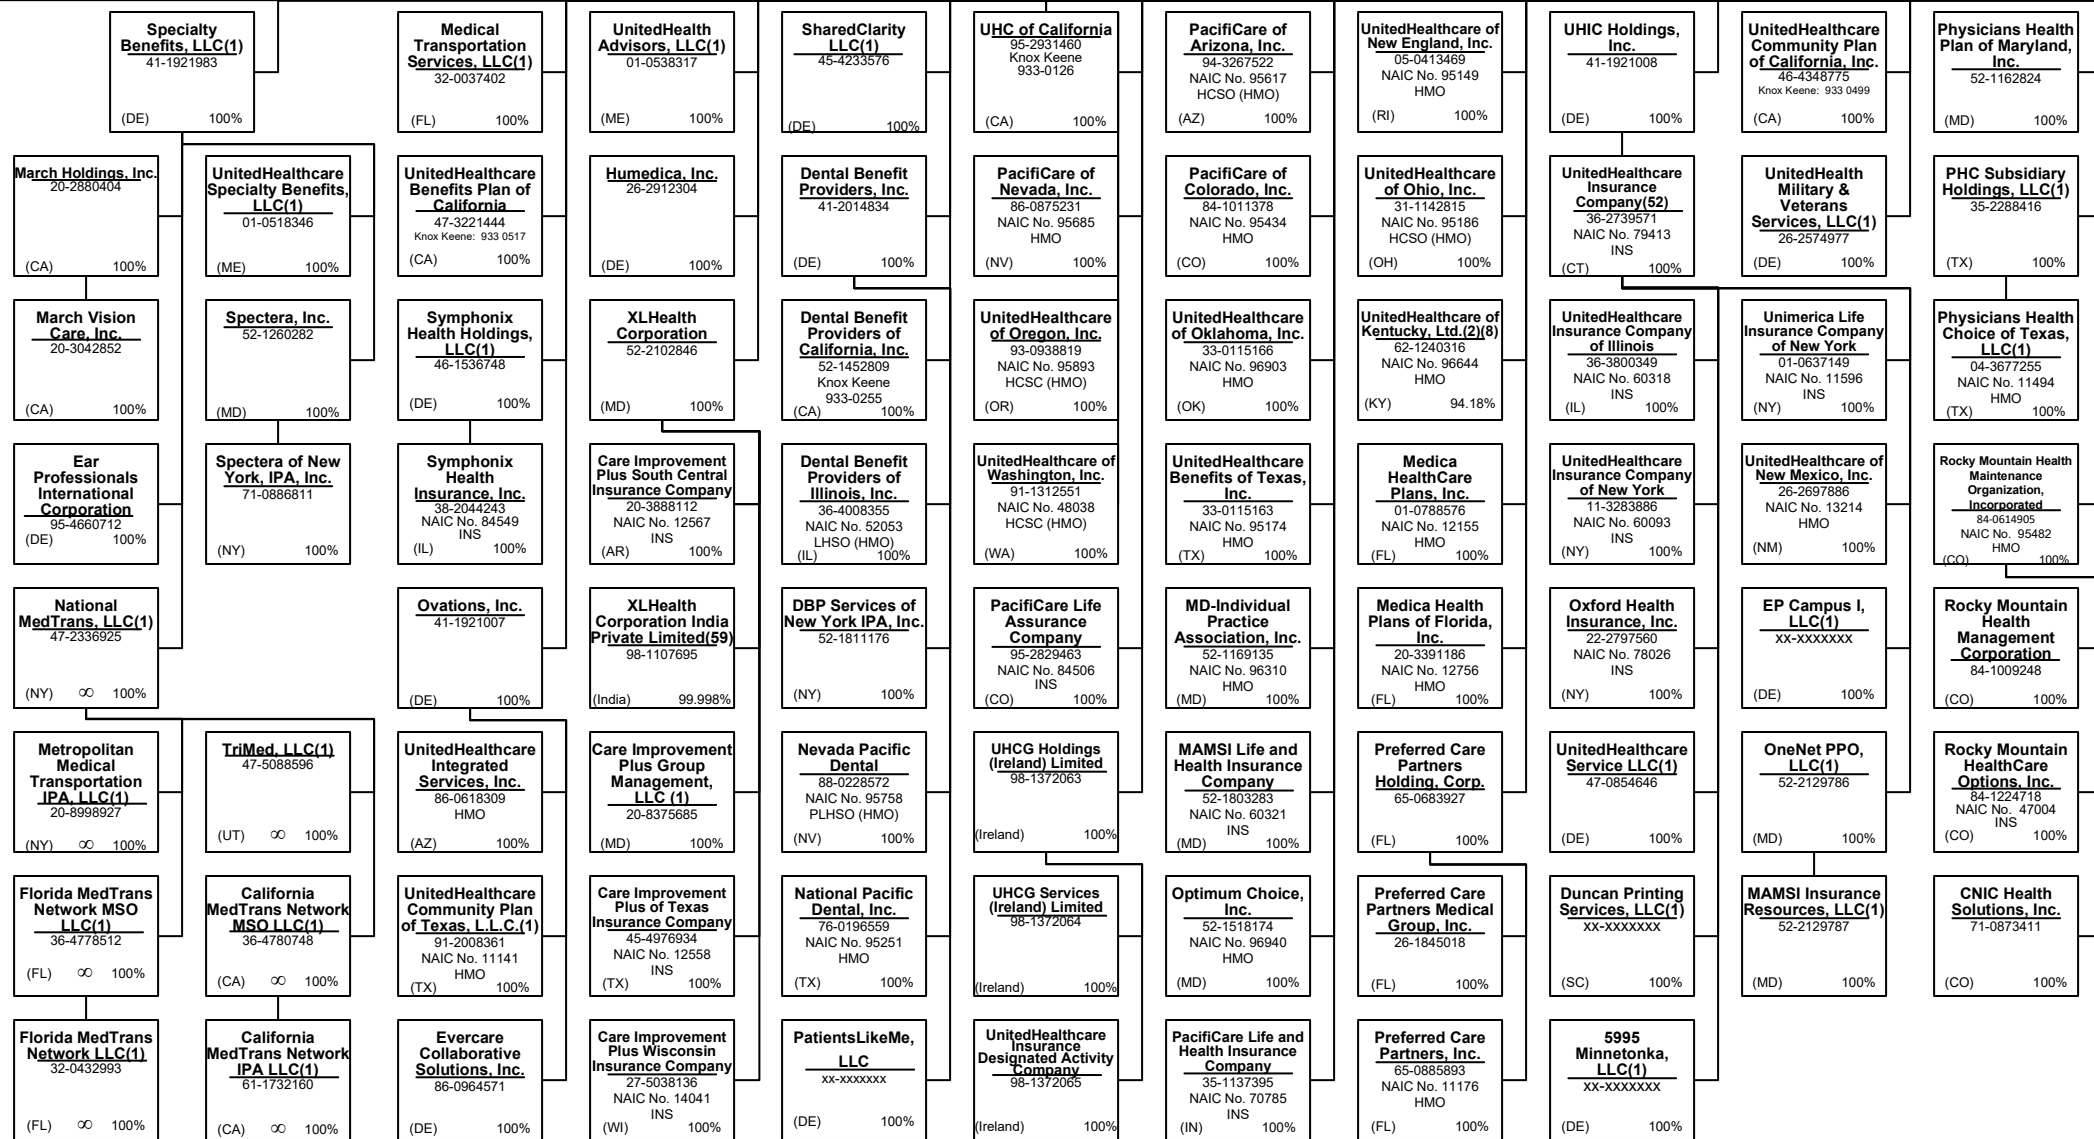 Specialty
Benefits, LLC(1)
41-1921983
(DE) 100%
Medical
Transportation
Services, LLC(1)
32-0037402
(FL) 100%
UnitedHealth
Advisors, LLC(1)
01-0538317
(ME) 100%
SharedClarity
LLC(1)
45-4233576
(DE) 100%
UHC of California
95-2931460
Knox Keene
933-0126
(CA) 100%
PacifiCare of
Arizona, Inc.
94-3267522
NAIC No. 95617
HCSO (HMO)
(AZ) 100%
UnitedHealthcare of
New England, Inc.
05-0413469
NAIC No. 95149
HMO
(RI) 100%
UHIC Holdings,
Inc.
41-1921008
(DE) 100%
UnitedHealthcare
Community Plan
of California, Inc.
46-4348775
Knox Keene: 933 0499
(CA) 100%
Physicians Health
Plan of Maryland,
Inc.
52-1162824
(MD) 100%
March Holdings, Inc.
20-2880404
(CA) 100%
UnitedHealthcare
Specialty Benefits,
LLC(1)
01-0518346
(ME) 100%
UnitedHealthcare
Benefits Plan of
California
47-3221444
Knox Keene: 933 0517
(CA) 100%
Humedica, Inc.
26-2912304
(DE) 100%
Dental Benefit
Providers, Inc.
41-2014834
(DE) 100%
PacifiCare of
Nevada, Inc.
86-0875231
NAIC No. 95685
HMO
(NV) 100%
PacifiCare of
Colorado, Inc.
84-1011378
NAIC No. 95434
HMO
(CO) 100%
UnitedHealthcare
of Ohio, Inc.
31-1142815
NAIC No. 95186
HCSO (HMO)
(OH) 100%
UnitedHealthcare
Insurance
Company(52)
36-2739571
NAIC No. 79413
INS
(CT) 100%
UnitedHealth
Military &
Veterans
Services, LLC(1)
26-2574977
(DE) 100%
PHC Subsidiary
Holdings, LLC(1)
35-2288416
(TX) 100%
March Vision
Care, Inc.
20-3042852
(CA) 100%
Spectera, Inc.
52-1260282
(MD) 100%
Symphonix
Health Holdings,
LLC(1)
46-1536748
(DE) 100%
XLHealth
Corporation
52-2102846
(MD) 100%
Dental Benefit
Providers of
California, Inc.
52-1452809
Knox Keene
933-0255
(CA) 100%
UnitedHealthcare
of Oregon, Inc.
93-0938819
NAIC No. 95893
HCSC (HMO)
(OR) 100%
UnitedHealthcare
of Oklahoma, Inc.
33-0115166
NAIC No. 96903
HMO
(OK) 100%
UnitedHealthcare of
Kentucky, Ltd.(2)(8)
62-1240316
NAIC No. 96644
HMO
(KY) 94.18%
UnitedHealthcare
Insurance Company
of Illinois
36-3800349
NAIC No. 60318
INS
(IL) 100%
Unimerica Life
Insurance Company
of New York
01-0637149
NAIC No. 11596
INS
(NY) 100%
Physicians Health
Choice of Texas,
LLC(1)
04-3677255
NAIC No. 11494
HMO
(TX) 100%
Ear
Professionals
International
Corporation
95-4660712
(DE) 100%
Spectera of New
York, IPA, Inc.
71-0886811
(NY) 100%
Symphonix
Health
Insurance, Inc.
38-2044243
NAIC No. 84549
INS
(IL) 100%
Care Improvement
Plus South Central
Insurance Company
20-3888112
NAIC No. 12567
INS
(AR) 100%
Dental Benefit
Providers of
Illinois, Inc.
36-4008355
NAIC No. 52053
LHSO (HMO)
(IL) 100%
UnitedHealthcare of
Washington, Inc.
91-1312551
NAIC No. 48038
HCSC (HMO)
(WA) 100%
UnitedHealthcare
Benefits of Texas,
Inc.
33-0115163
NAIC No. 95174
HMO
(TX) 100%
Medica
HealthCare
Plans, Inc.
01-0788576
NAIC No. 12155
HMO
(FL) 100%
UnitedHealthcare
Insurance Company
of New York
11-3283886
NAIC No. 60093
INS
(NY) 100%
UnitedHealthcare of
New Mexico, Inc.
26-2697886
NAIC No. 13214
HMO
(NM) 100%
Rocky Mountain Health
Maintenance
Organization,
Incorporated
84-0614905
NAIC No. 95482
HMO
(CO) 100%
National
MedTrans, LLC(1)
47-2336925
(NY) ∞ 100%
Ovations, Inc.
41-1921007
(DE) 100%
XLHealth
Corporation India
Private Limited(59)
98-1107695
(India) 99.998%
DBP Services of
New York IPA, Inc.
52-1811176
(NY) 100%
PacifiCare Life
Assurance
Company
95-2829463
NAIC No. 84506
INS
(CO) 100%
MD-Individual
Practice
Association, Inc.
52-1169135
NAIC No. 96310
HMO
(MD) 100%
Medica Health
Plans of Florida,
Inc.
20-3391186
NAIC No. 12756
HMO
(FL) 100%
Oxford Health
Insurance, Inc.
22-2797560
NAIC No. 78026
INS
(NY) 100%
EP Campus I,
LLC(1)
xx-xxxxxxx
(DE) 100%
Rocky Mountain
Health
Management
Corporation
84-1009248
(CO) 100%
Metropolitan
Medical
Transportation
IPA, LLC(1)
20-8998927
(NY) ∞ 100%
TriMed, LLC(1)
47-5088596
(UT) ∞ 100%
UnitedHealthcare
Integrated
Services, Inc.
86-0618309
HMO
(AZ) 100%
Care Improvement
Plus Group
Management,
LLC (1)
20-8375685
(MD) 100%
Nevada Pacific
Dental
88-0228572
NAIC No. 95758
PLHSO (HMO)
(NV) 100%
UHCG Holdings
(Ireland) Limited
98-1372063
(Ireland) 100%
MAMSI Life and
Health Insurance
Company
52-1803283
NAIC No. 60321
INS
(MD) 100%
Preferred Care
Partners
Holding, Corp.
65-0683927
(FL) 100%
UnitedHealthcare
Service LLC(1)
47-0854646
(DE) 100%
OneNet PPO,
LLC(1)
52-2129786
(MD) 100%
Rocky Mountain
HealthCare
Options, Inc.
84-1224718
NAIC No. 47004
INS
(CO) 100%
Florida MedTrans
Network MSO
LLC(1)
36-4778512
(FL) ∞ 100%
California
MedTrans Network
MSO LLC(1)
36-4780748
(CA) ∞ 100%
UnitedHealthcare
Community Plan
of Texas, L.L.C.(1)
91-2008361
NAIC No. 11141
HMO
(TX) 100%
Care Improvement
Plus of Texas
Insurance Company
45-4976934
NAIC No. 12558
INS
(TX) 100%
National Pacific
Dental, Inc.
76-0196559
NAIC No. 95251
HMO
(TX) 100%
UHCG Services
(Ireland) Limited
98-1372064
(Ireland) 100%
Optimum Choice,
Inc.
52-1518174
NAIC No. 96940
HMO
(MD) 100%
Preferred Care
Partners Medical
Group, Inc.
26-1845018
(FL) 100%
Duncan Printing
Services, LLC(1)
xx-xxxxxxx
(SC) 100%
MAMSI Insurance
Resources, LLC(1)
52-2129787
(MD) 100%
CNIC Health
Solutions, Inc.
71-0873411
(CO) 100%
Florida MedTrans
Network LLC(1)
32-0432993
(FL) ∞ 100%
California
MedTrans Network
IPA LLC(1)
61-1732160
(CA) ∞ 100%
Evercare
Collaborative
Solutions, Inc.
86-0964571
(DE) 100%
Care Improvement
Plus Wisconsin
Insurance Company
27-5038136
NAIC No. 14041
INS
(WI) 100%
PatientsLikeMe,
LLC
xx-xxxxxxx
(DE) 100%
UnitedHealthcare
Insurance
Designated Activity
Company
98-1372065
(Ireland) 100%
PacifiCare Life and
Health Insurance
Company
35-1137395
NAIC No. 70785
INS
(IN) 100%
Preferred Care
Partners, Inc.
65-0885893
NAIC No. 11176
HMO
(FL) 100%
5995
Minnetonka,
LLC(1)
xx-xxxxxxx
(DE) 100%